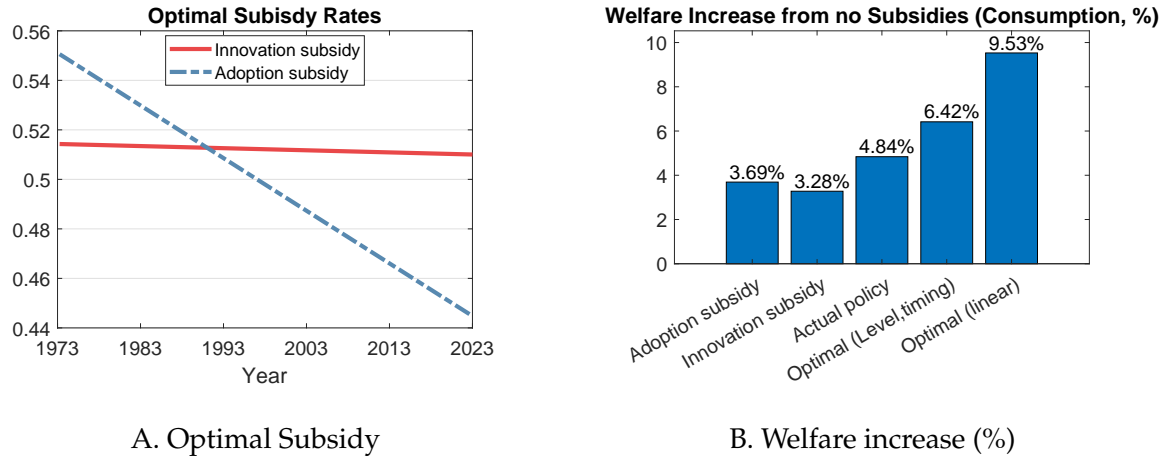 Optimal Subisdy Rates
Innovation subsidy
Adoption subsidy
0.56
0.54
0.52
0.5
0.48
0.46
0.44
1973
1983
1993
2003
2013
2023
Year
A. Optimal Subsidy
Welfare Increase from no Subsidies (Consumption, %)
10
8
6
4
2
0
3.69%
3.28%
4.84%
6.42%
9.53%
Adoption subsidy
Innovation subsidy
Actual policy
Optimal (Level,timing)
Optimal (linear)
B. Welfare increase (%)